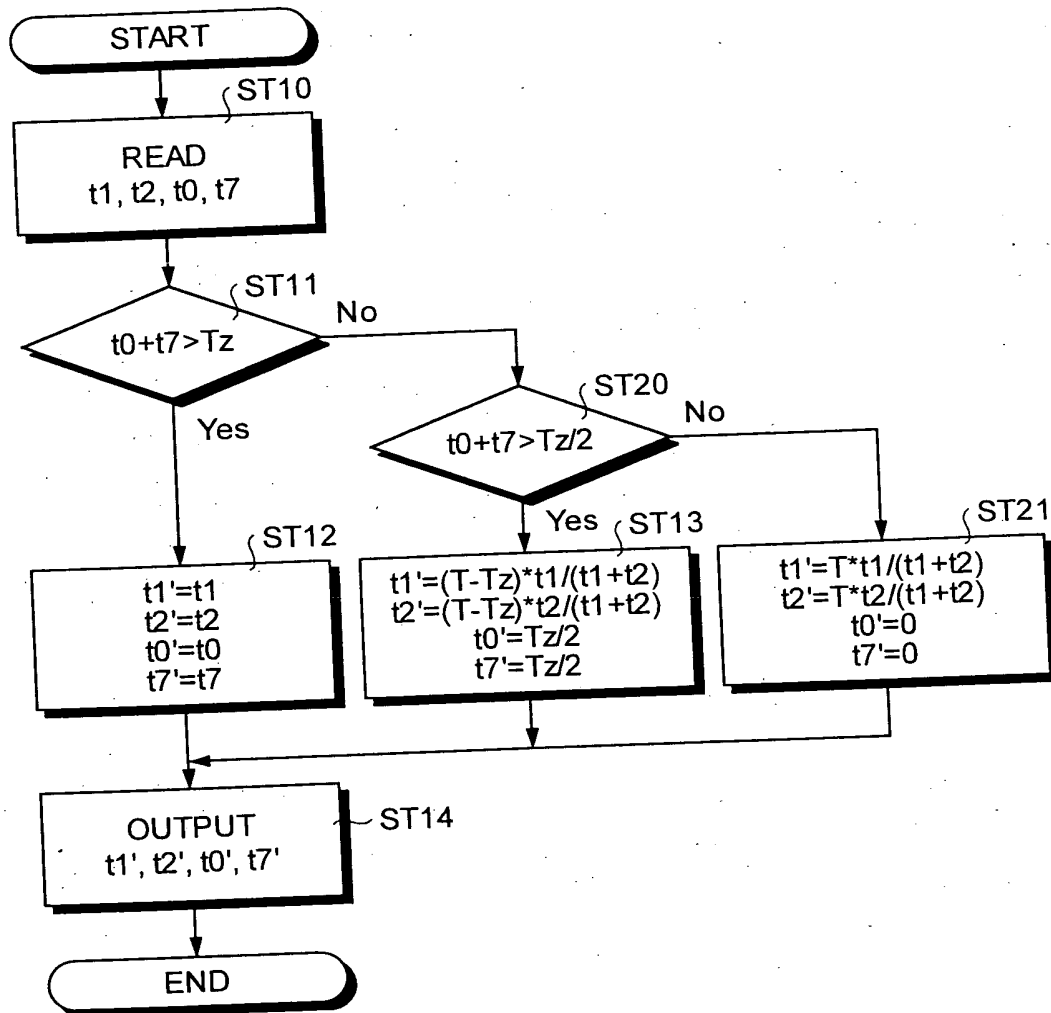 START
ST10
READ
t1, t2, t0, t7
ST11
t0+t7>Tz
No
Yes
ST20
t0+t7>Tz/2
No
Yes
ST12
t1'=t1
t2'=t2
t0'=t0
t7'=t7
ST13
t1'=(T-Tz)*t1/(t1+t2)
t2'=(T-Tz)*t2/(t1+t2)
t0'=Tz/2
t7'=Tz/2
ST21
t1'=T*t1/(t1+t2)
t2'=T*t2/(t1+t2)
t0'=0
t7'=0
OUTPUT
t1', t2', t0', t7'
ST14
END